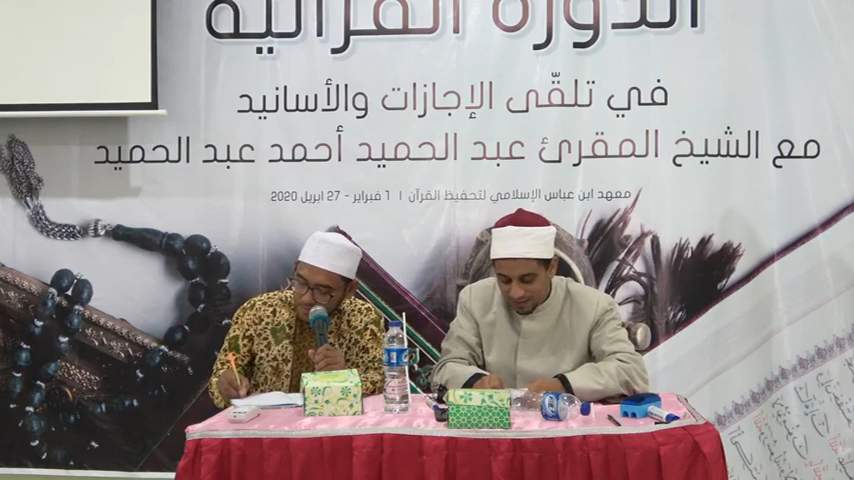 الدورة القرآنية
في تلقّى الإجازات والأسانيد
مع الشيخ المقرئ عبد الحميد أحمد عبد الحميد
معهد ابن عباس الإسلامي لتحفيظ القرآن | ٦ فبراير - 27 ابريل 2020